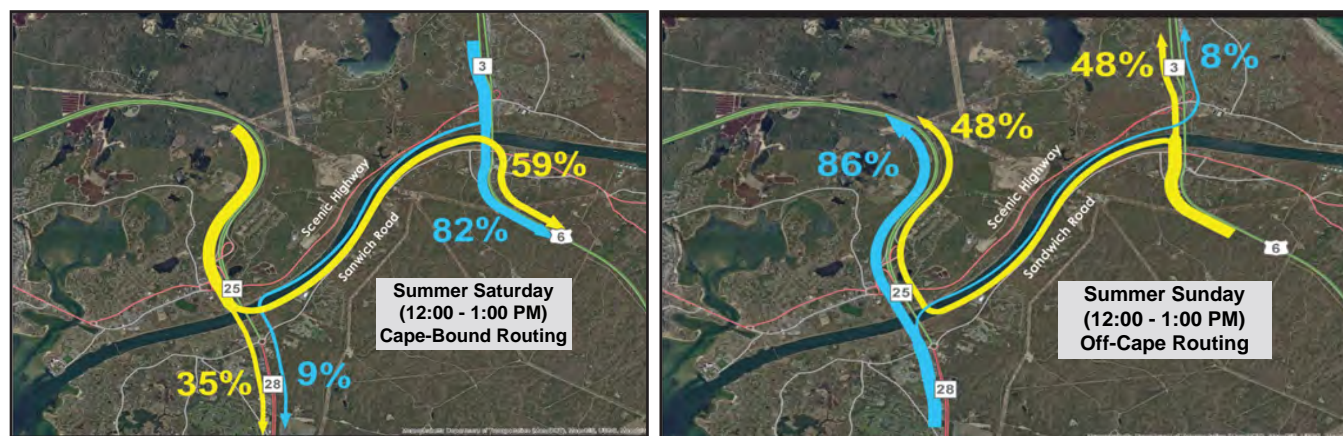 3
59%
82%
6
Scenic Highway
Sanwich Road
25
Summer Saturday
(12:00 - 1:00 PM)
Cape-Bound Routing
35%
9%
28
48%
3
8%
48%
86%
Scenic Highway
Sandwich Road
6
25
Summer Sunday
(12:00 - 1:00 PM)
Off-Cape Routing
28